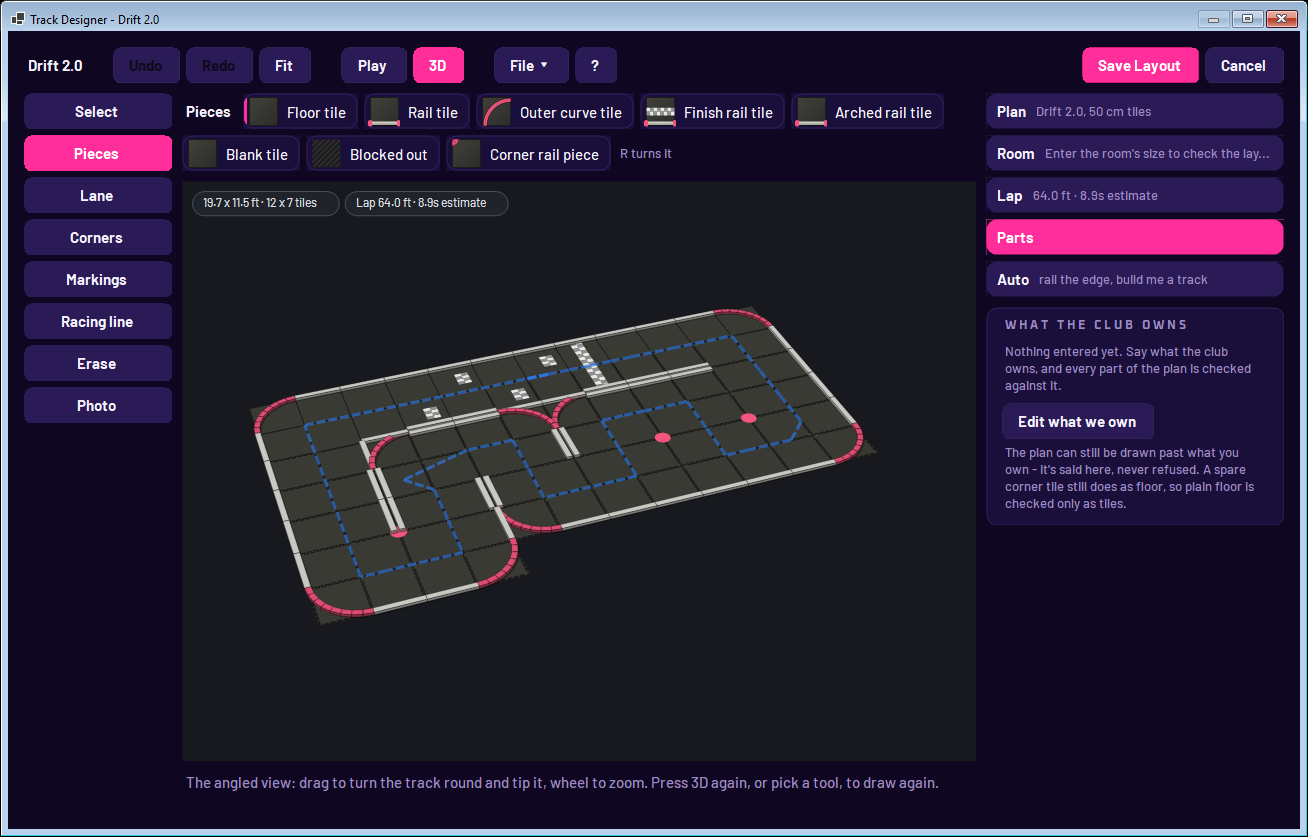 Track Designer - Drift 2.0
Drift 2.0
Undo
Redo
Fit
Play
3D
File
?
Save Layout
Cancel
Select
Pieces
Lane
Corners
Markings
Racing line
Erase
Photo
Pieces
Floor tile
Rail tile
Outer curve tile
Finish rail tile
Arched rail tile
Blank tile
Blocked out
Corner rail piece
R turns it
19.7 x 11.5 ft · 12 x 7 tiles
Lap 64.0 ft · 8.9s estimate
The angled view: drag to turn the track round and tip it, wheel to zoom. Press 3D again, or pick a tool, to draw again.
Plan Drift 2.0, 50 cm tiles
Room Enter the room's size to check the lay...
Lap 64.0 ft · 8.9s estimate
Parts
Auto rail the edge, build me a track
WHAT THE CLUB OWNS
Nothing entered yet. Say what the club
owns, and every part of the plan is checked
against it.
Edit what we own
The plan can still be drawn past what you
own - it's said here, never refused. A spare
corner tile still does as floor, so plain floor is
checked only as tiles.